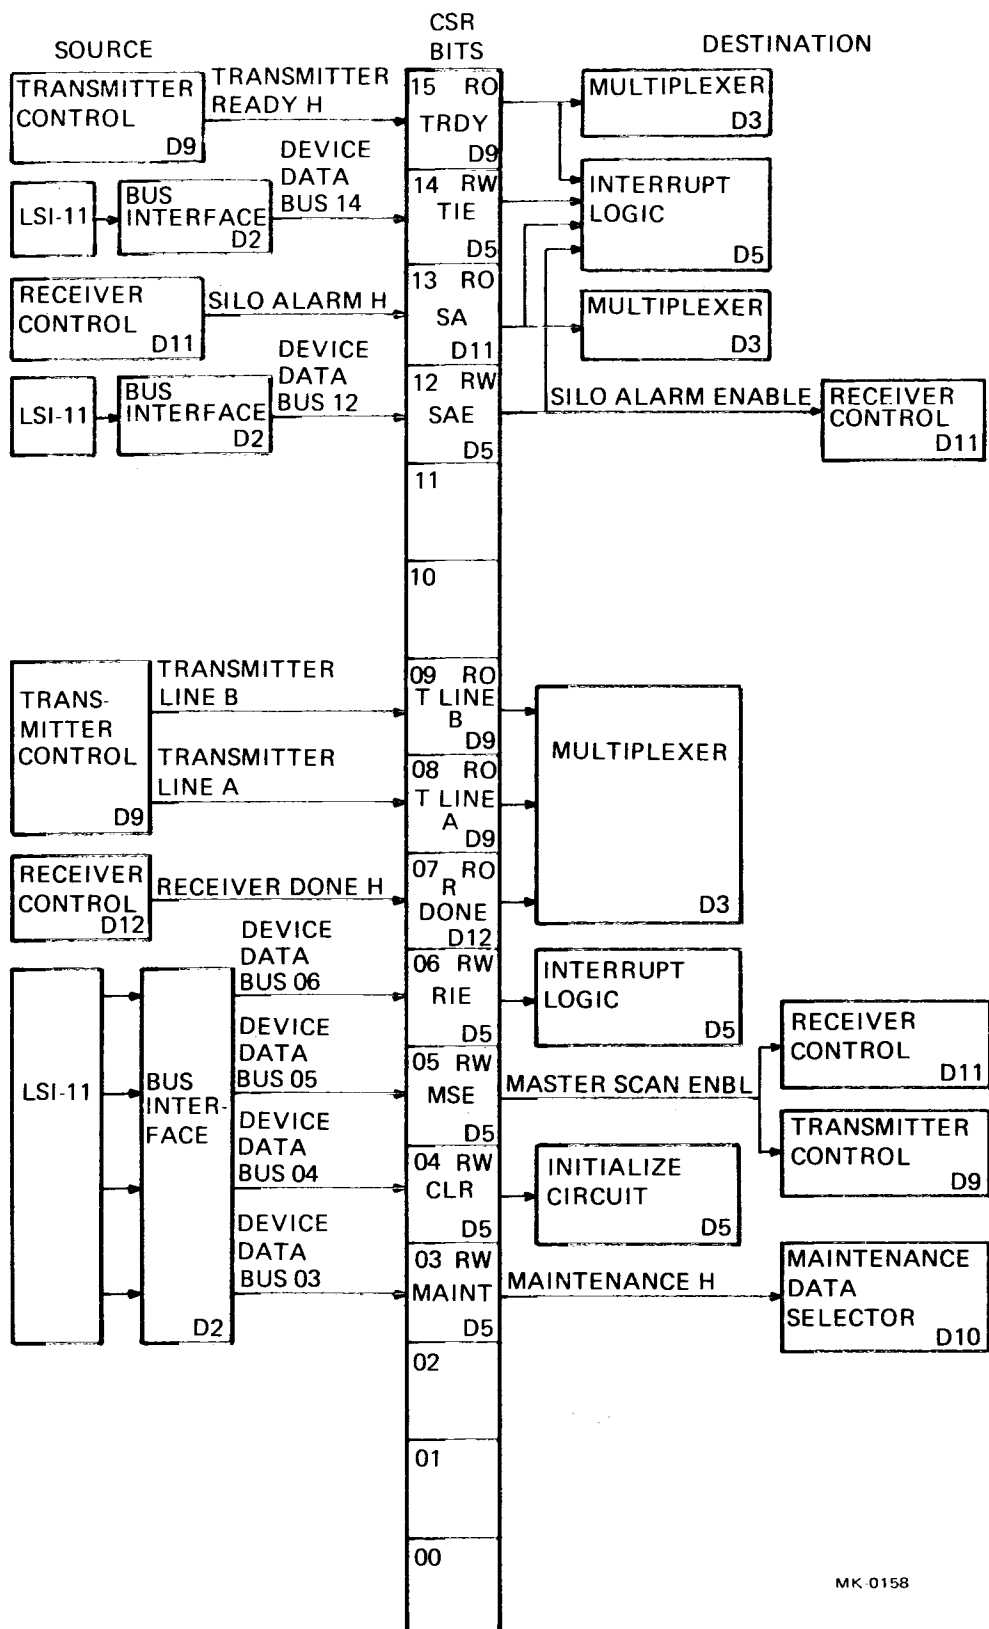 CSR
BITS
SOURCE
DESTINATION
TRANSMITTER
CONTROL
D9
TRANSMITTER
READY H
15 RO
TRDY
D9
MULTIPLEXER
D3
LSI-11
BUS
INTERFACE
D2
DEVICE
DATA
BUS 14
14 RW
TIE
D5
INTERRUPT
LOGIC
D5
RECEIVER
CONTROL
D11
SILO ALARM H
13 RO
SA
D11
MULTIPLEXER
D3
LSI-11
BUS
INTERFACE
D2
DEVICE
DATA
BUS 12
12 RW
SAE
D5
SILO ALARM ENABLE
RECEIVER
CONTROL
D11
11
10
TRANS-
MITTER
CONTROL
D9
TRANSMITTER
LINE B
09 RO
T LINE
B
D9
TRANSMITTER
LINE A
08 RO
T LINE
A
D9
MULTIPLEXER
D3
RECEIVER
CONTROL
D12
RECEIVER DONE H
07 RO
R
DONE
D12
LSI-11
BUS
INTER-
FACE
D2
DEVICE
DATA
BUS 06
06 RW
RIE
D5
INTERRUPT
LOGIC
D5
DEVICE
DATA
BUS 05
05 RW
MSE
D5
MASTER SCAN ENBL
RECEIVER
CONTROL
D11
TRANSMITTER
CONTROL
D9
DEVICE
DATA
BUS 04
04 RW
CLR
D5
INITIALIZE
CIRCUIT
D5
DEVICE
DATA
BUS 03
03 RW
MAINT
D5
MAINTENANCE H
MAINTENANCE
DATA
SELECTOR
D10
02
01
00
MK-0158